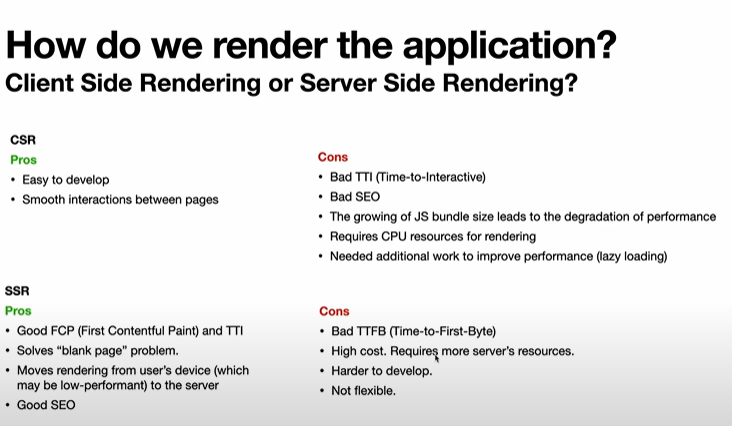 How do we render the application?
Client Side Rendering or Server Side Rendering?
CSR
Pros
• Easy to develop
• Smooth interactions between pages
Cons
• Bad TTI (Time-to-Interactive)
• Bad SEO
• The growing of JS bundle size leads to the degradation of performance
• Requires CPU resources for rendering
• Needed additional work to improve performance (lazy loading)
SSR
Pros
• Good FCP (First Contentful Paint) and TTI
• Solves “blank page” problem.
• Moves rendering from user's device (which
may be low-performant) to the server
• Good SEO
Cons
• Bad TTFB (Time-to-First-Byte)
• High cost. Requires more server's resources.
• Harder to develop.
• Not flexible.